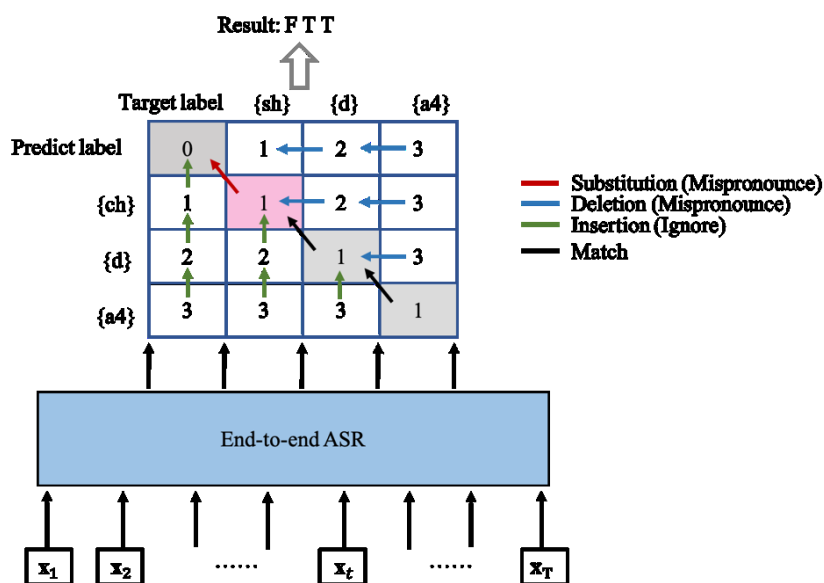 Result: F T T
Target label {sh} {d} {a4}
Predict label 0 1 2 3
{ch} 1 1 2 3
{d} 2 2 1 3
{a4} 3 3 3 1
Substitution (Mispronounce)
Deletion (Mispronounce)
Insertion (Ignore)
Match
End-to-end ASR
x₁ x₂ ...... xₜ ...... x_T